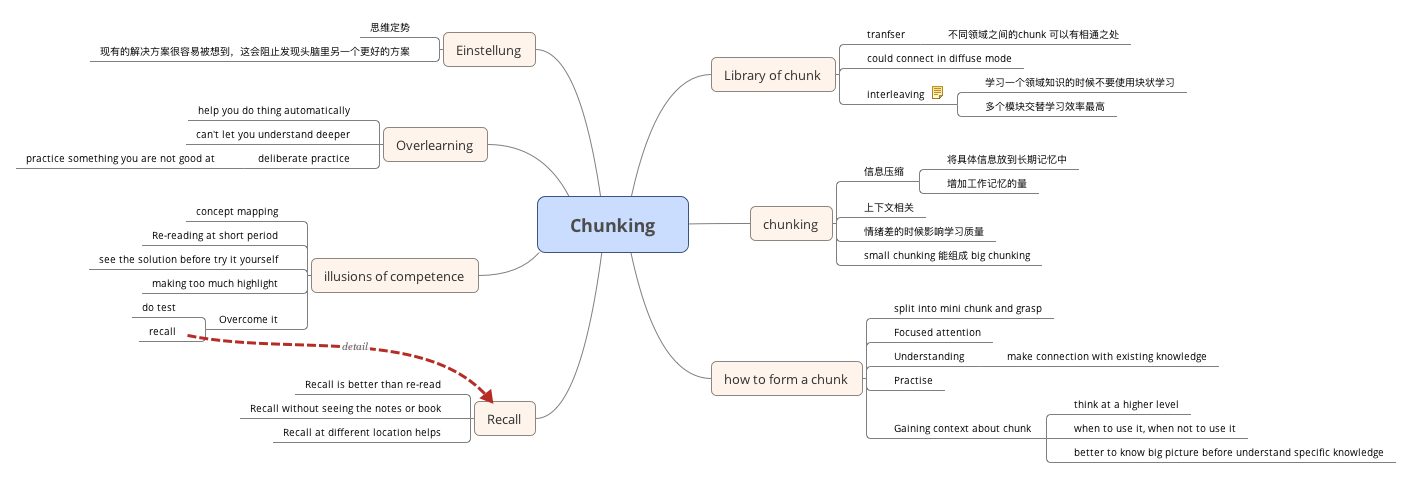 Chunking
Library of chunk
tranfser
不同领域之间的chunk 可以有相通之处
could connect in diffuse mode
interleaving
学习一个领域知识的时候不要使用块状学习
多个模块交替学习效率最高
chunking
信息压缩
将具体信息放到长期记忆中
增加工作记忆的量
上下文相关
情绪差的时候影响学习质量
small chunking 能组成 big chunking
how to form a chunk
split into mini chunk and grasp
Focused attention
Understanding
make connection with existing knowledge
Practise
Gaining context about chunk
think at a higher level
when to use it, when not to use it
better to know big picture before understand specific knowledge
Einstellung
思维定势
现有的解决方案很容易被想到，这会阻止发现头脑里另一个更好的方案
Overlearning
help you do thing automatically
can't let you understand deeper
deliberate practice
practice something you are not good at
illusions of competence
concept mapping
Re-reading at short period
see the solution before try it yourself
making too much highlight
Overcome it
do test
recall
detail
Recall
Recall is better than re-read
Recall without seeing the notes or book
Recall at different location helps